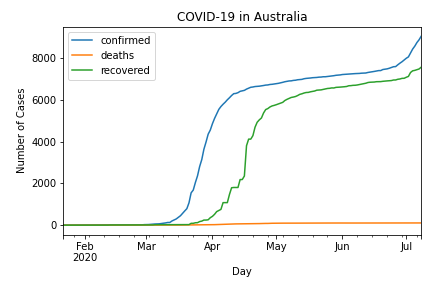 COVID-19 in Australia
confirmed
deaths
recovered
Number of Cases
8000
6000
4000
2000
0
Feb Mar Apr May Jun Jul
2020
Day